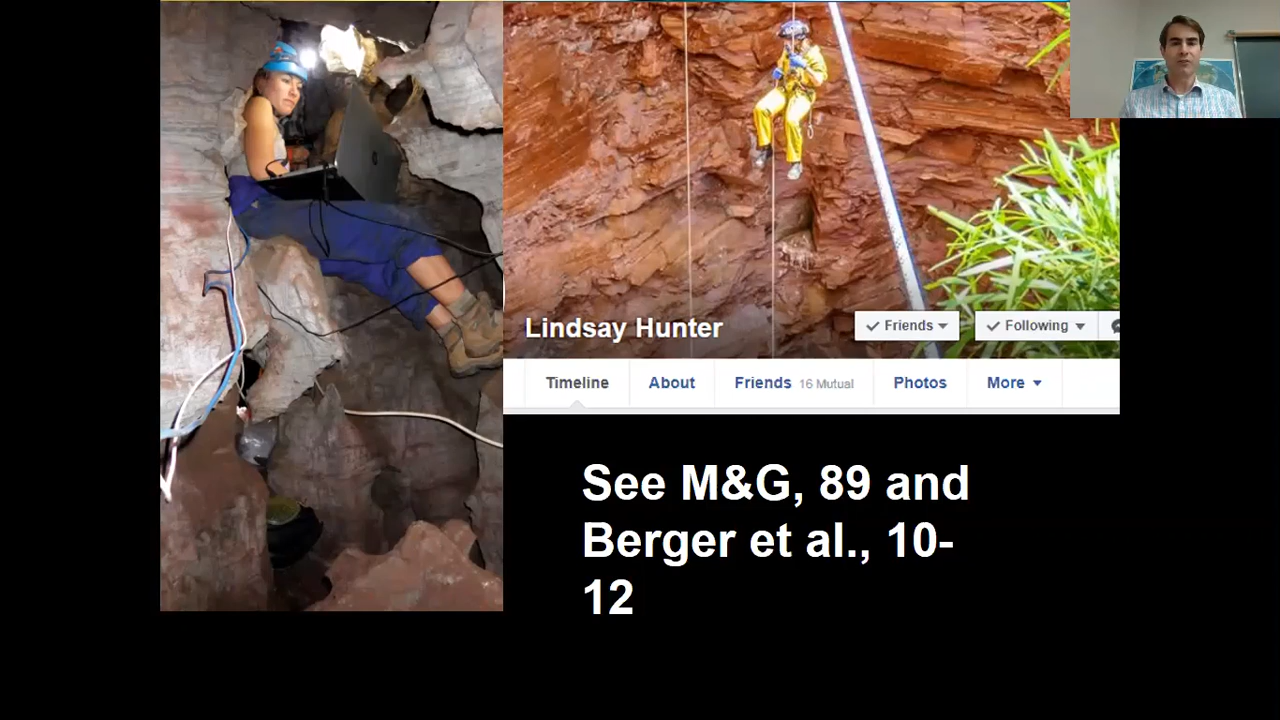 Lindsay Hunter
Friends
Following
Timeline About Friends 16 Mutual Photos More
See M&G, 89 and
Berger et al., 10-
12